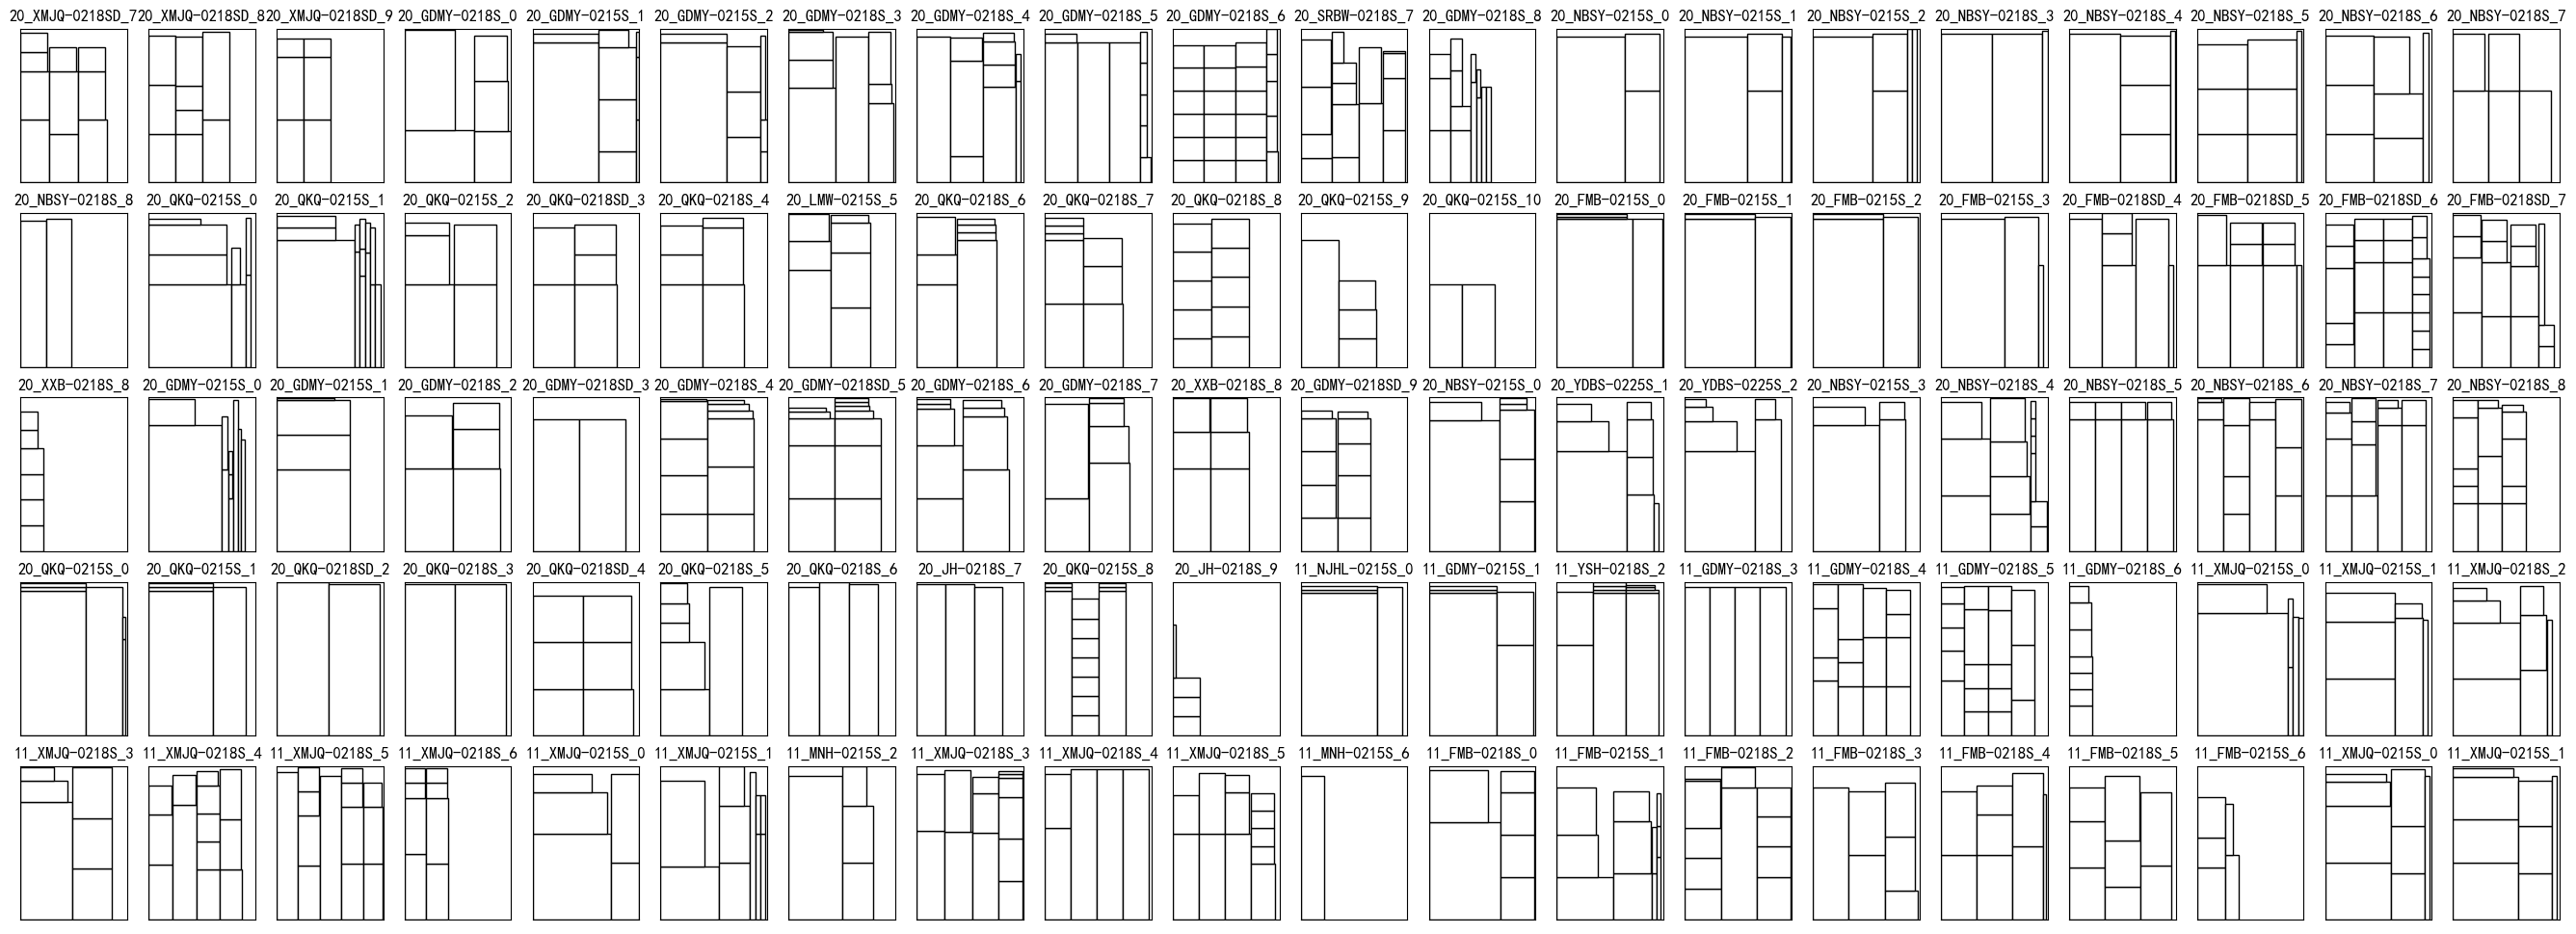 20_XMJQ-0218SD_7 20_XMJQ-0218SD_8 20_XMJQ-0218SD_9 20_GDMY-0218S_0 20_GDMY-0215S_1 20_GDMY-0215S_2 20_GDMY-0218S_3 20_GDMY-0218S_4 20_GDMY-0218S_5 20_GDMY-0218S_6 20_SRBW-0218S_7 20_GDMY-0218S_8 20_NBSY-0215S_0 20_NBSY-0215S_1 20_NBSY-0215S_2 20_NBSY-0218S_3 20_NBSY-0218S_4 20_NBSY-0218S_5 20_NBSY-0218S_6 20_NBSY-0218S_7
20_NBSY-0218S_8 20_QKQ-0215S_0 20_QKQ-0215S_1 20_QKQ-0215S_2 20_QKQ-0218SD_3 20_QKQ-0218S_4 20_LMW-0215S_5 20_QKQ-0218S_6 20_QKQ-0218S_7 20_QKQ-0218S_8 20_QKQ-0215S_9 20_QKQ-0215S_10 20_FMB-0215S_0 20_FMB-0215S_1 20_FMB-0215S_2 20_FMB-0215S_3 20_FMB-0218SD_4 20_FMB-0218SD_5 20_FMB-0218SD_6 20_FMB-0218SD_7
20_XXB-0218S_8 20_GDMY-0215S_0 20_GDMY-0215S_1 20_GDMY-0218S_2 20_GDMY-0218SD_3 20_GDMY-0218S_4 20_GDMY-0218SD_5 20_GDMY-0218S_6 20_GDMY-0218S_7 20_XXB-0218S_8 20_GDMY-0218SD_9 20_NBSY-0215S_0 20_YDBS-0225S_1 20_YDBS-0225S_2 20_NBSY-0215S_3 20_NBSY-0218S_4 20_NBSY-0218S_5 20_NBSY-0218S_6 20_NBSY-0218S_7 20_NBSY-0218S_8
20_QKQ-0215S_0 20_QKQ-0215S_1 20_QKQ-0218SD_2 20_QKQ-0218S_3 20_QKQ-0218SD_4 20_QKQ-0218S_5 20_QKQ-0218S_6 20_JH-0218S_7 20_QKQ-0215S_8 20_JH-0218S_9 11_NJHL-0215S_0 11_GDMY-0215S_1 11_YSH-0218S_2 11_GDMY-0218S_3 11_GDMY-0218S_4 11_GDMY-0218S_5 11_GDMY-0218S_6 11_XMJQ-0215S_0 11_XMJQ-0215S_1 11_XMJQ-0218S_2
11_XMJQ-0218S_3 11_XMJQ-0218S_4 11_XMJQ-0218S_5 11_XMJQ-0218S_6 11_XMJQ-0215S_0 11_XMJQ-0215S_1 11_MNH-0215S_2 11_XMJQ-0218S_3 11_XMJQ-0218S_4 11_XMJQ-0218S_5 11_MNH-0215S_6 11_FMB-0218S_0 11_FMB-0215S_1 11_FMB-0218S_2 11_FMB-0218S_3 11_FMB-0218S_4 11_FMB-0218S_5 11_FMB-0215S_6 11_XMJQ-0215S_0 11_XMJQ-0215S_1